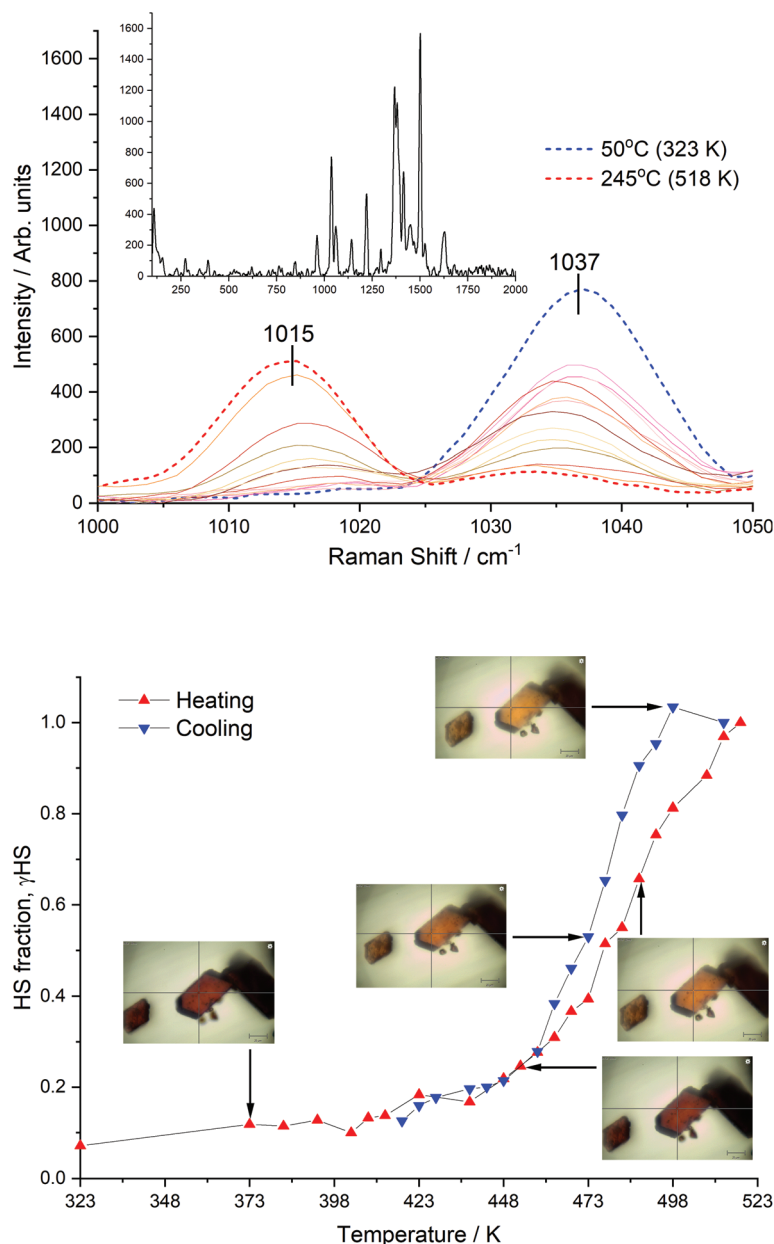 1600
1400
1200
1000
800
600
400
200
0
Intensity / Arb. units
1600
1400
1200
1000
800
600
400
200
0
250 500 750 1000 1250 1500 1750 2000
50°C (323 K)
245°C (518 K)
1037
1015
1000 1010 1020 1030 1040 1050
Raman Shift / cm⁻¹
Heating
Cooling
1.0
0.8
0.6
0.4
0.2
0.0
HS fraction, γHS
323 348 373 398 423 448 473 498 523
Temperature / K